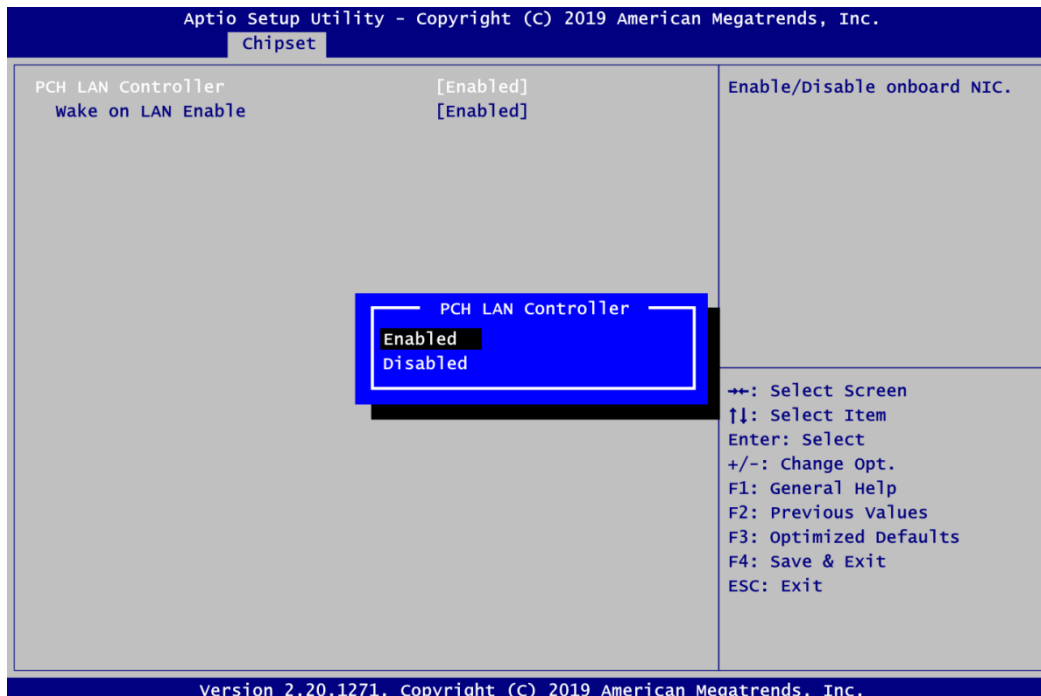 Aptio Setup Utility - Copyright (C) 2019 American Megatrends, Inc.
Chipset
PCH LAN Controller [Enabled]
Wake on LAN Enable [Enabled]
Enable/Disable onboard NIC.
PCH LAN Controller
Enabled
Disabled
→←: Select Screen
↑↓: Select Item
Enter: Select
+/-: Change Opt.
F1: General Help
F2: Previous Values
F3: Optimized Defaults
F4: Save & Exit
ESC: Exit
Version 2.20.1271. Copyright (C) 2019 American Megatrends, Inc.